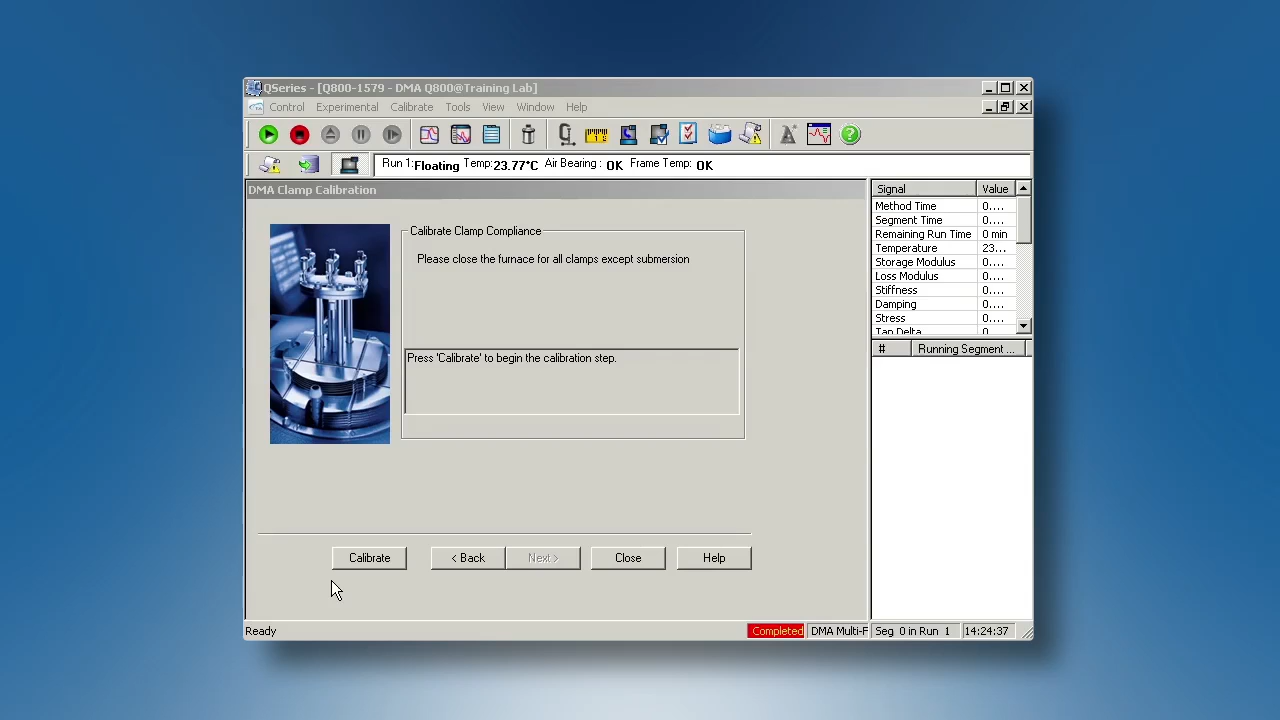 QSeries - [Q800-1579 - DMA Q800@Training Lab]
Control Experimental Calibrate Tools View Window Help
Run 1: Floating Temp: 23.77°C Air Bearing : OK Frame Temp: OK
DMA Clamp Calibration
Calibrate Clamp Compliance
Please close the furnace for all clamps except submersion
Press 'Calibrate' to begin the calibration step.
Calibrate < Back Next > Close Help
Signal Value
Method Time 0....
Segment Time 0....
Remaining Run Time 0 min
Temperature 23...
Storage Modulus 0....
Loss Modulus 0....
Stiffness 0....
Damping 0....
Stress 0....
Tan Delta 0
# Running Segment ...
Ready Completed DMA Multi-F Seg 0 in Run 1 14:24:37